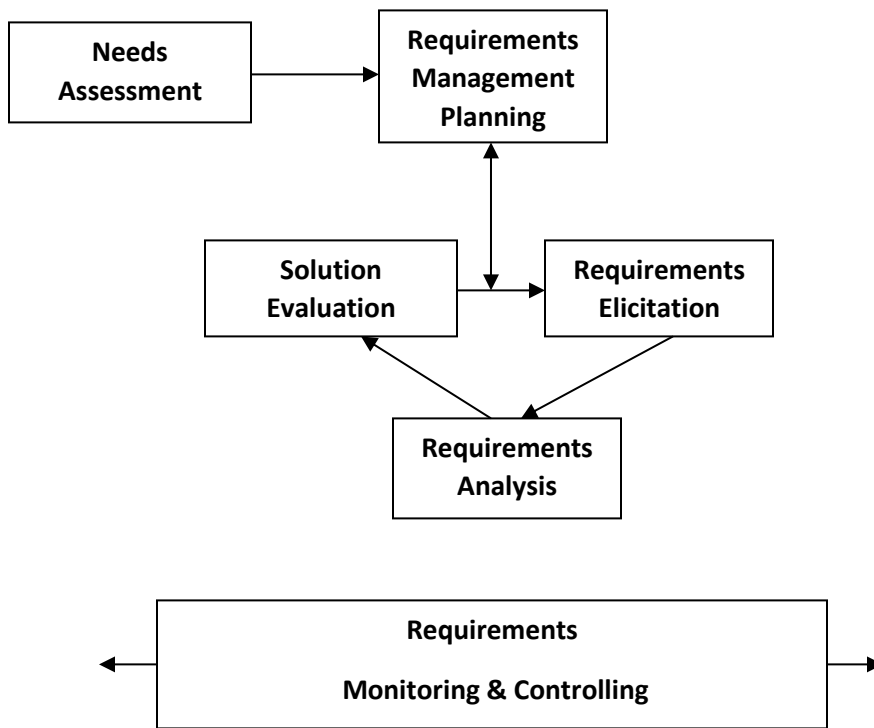 Needs
Assessment
Requirements
Management
Planning
Solution
Evaluation
Requirements
Elicitation
Requirements
Analysis
Requirements
Monitoring & Controlling